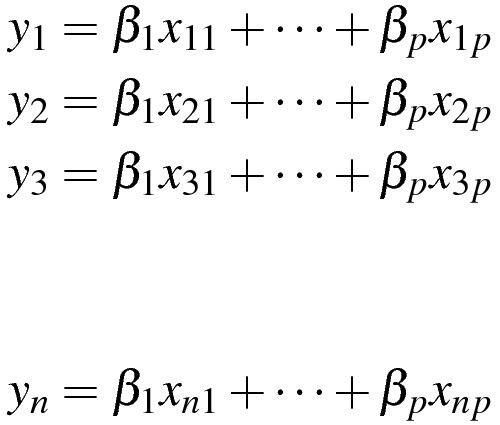 y₁ = β₁x₁₁ + ⋯ + βₚx₁ₚ
y₂ = β₁x₂₁ + ⋯ + βₚx₂ₚ
y₃ = β₁x₃₁ + ⋯ + βₚx₃ₚ
yₙ = β₁xₙ₁ + ⋯ + βₚxₙₚ